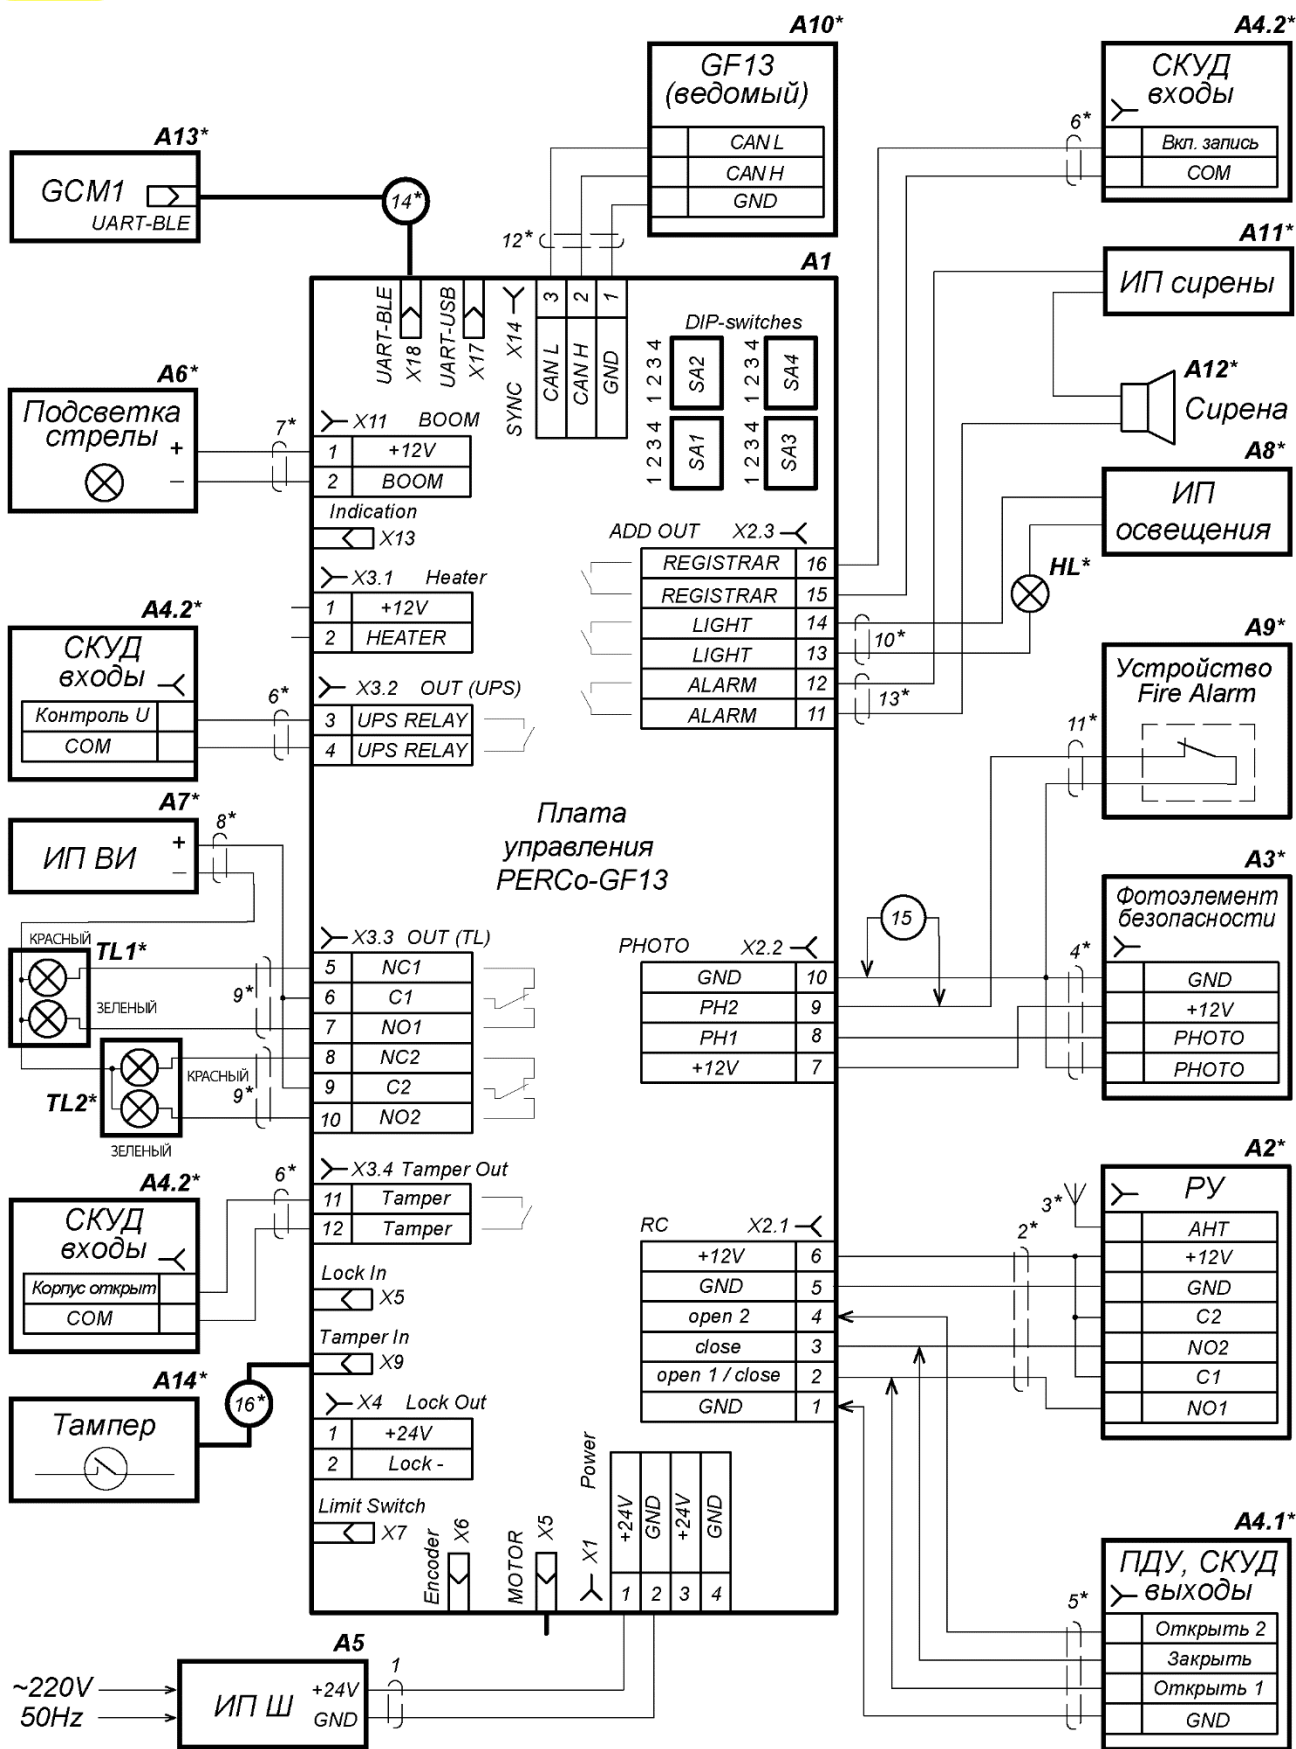 A10*
GF13
(ведомый)
CAN L
CAN H
GND
12*
A4.2*
СКУД
входы
6*
Вкл. запись
COM
A13*
GCM1
UART-BLE
14*
A11*
ИП сирены
A12*
Сирена
A1
UART-BLE
X18
UART-USB
X17
SYNC X14
3 2 1
CAN L
CAN H
GND
DIP-switches
1 2 3 4
SA2
1 2 3 4
SA4
1 2 3 4
SA1
1 2 3 4
SA3
A6*
Подсветка
стрелы
+
–
7*
X11 BOOM
1 +12V
2 BOOM
Indication
X13
X3.1 Heater
1 +12V
2 HEATER
A4.2*
СКУД
входы
Контроль U
COM
6*
X3.2 OUT (UPS)
3 UPS RELAY
4 UPS RELAY
A8*
ИП
освещения
HL*
ADD OUT X2.3
REGISTRAR 16
REGISTRAR 15
LIGHT 14
LIGHT 13
ALARM 12
ALARM 11
10*
13*
A9*
Устройство
Fire Alarm
11*
Плата
управления
PERCo-GF13
A7*
ИП ВИ
+
–
8*
КРАСНЫЙ
TL1*
ЗЕЛЕНЫЙ
9*
X3.3 OUT (TL)
5 NC1
6 C1
7 NO1
8 NC2
9 C2
10 NO2
TL2*
КРАСНЫЙ
9*
ЗЕЛЕНЫЙ
15
PHOTO X2.2
GND 10
PH2 9
PH1 8
+12V 7
A3*
Фотоэлемент
безопасности
4*
GND
+12V
PHOTO
PHOTO
A4.2*
СКУД
входы
Корпус открыт
COM
6*
X3.4 Tamper Out
11 Tamper
12 Tamper
Lock In
X5
Tamper In
X9
A14*
Тампер
16*
X4 Lock Out
1 +24V
2 Lock -
Limit Switch
X7
Encoder
X6
MOTOR
X5
RC X2.1
+12V 6
GND 5
open 2 4
close 3
open 1 / close 2
GND 1
A2*
РУ
3*
2*
АНТ
+12V
GND
C2
NO2
C1
NO1
Power
X1
+24V
GND
+24V
GND
1 2 3 4
A4.1*
ПДУ, СКУД
выходы
5*
Открыть 2
Закрыть
Открыть 1
GND
A5
~220V
50Hz
ИП Ш
+24V
GND
1